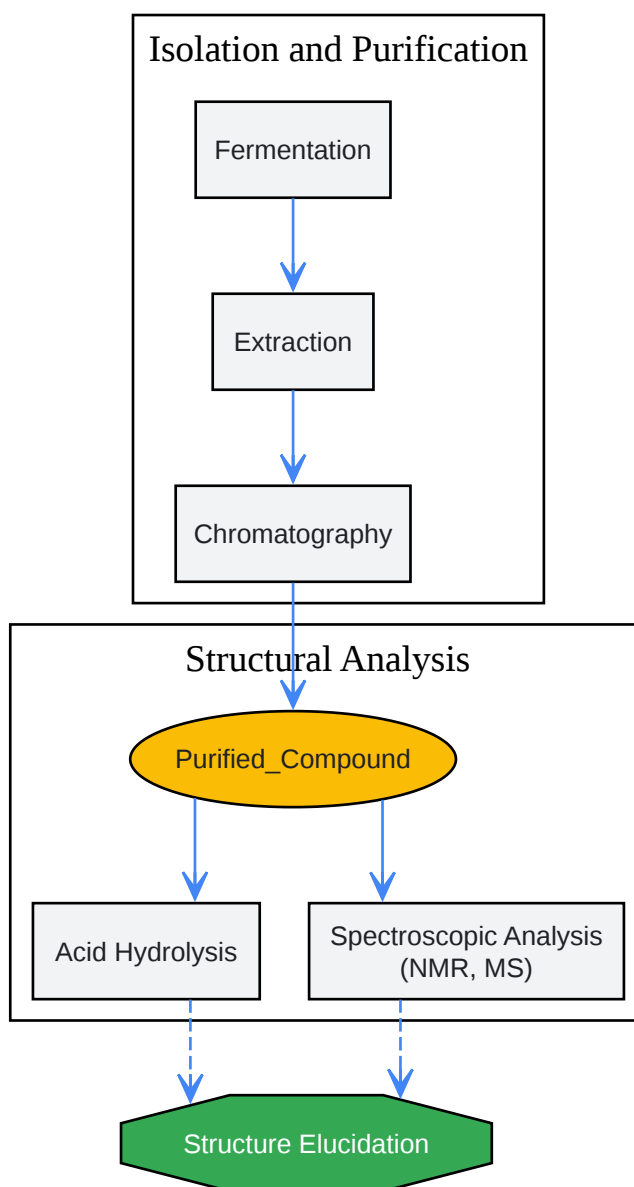 Isolation and Purification
Fermentation
Extraction
Chromatography
Structural Analysis
Purified_Compound
Acid Hydrolysis
Spectroscopic Analysis
(NMR, MS)
Structure Elucidation